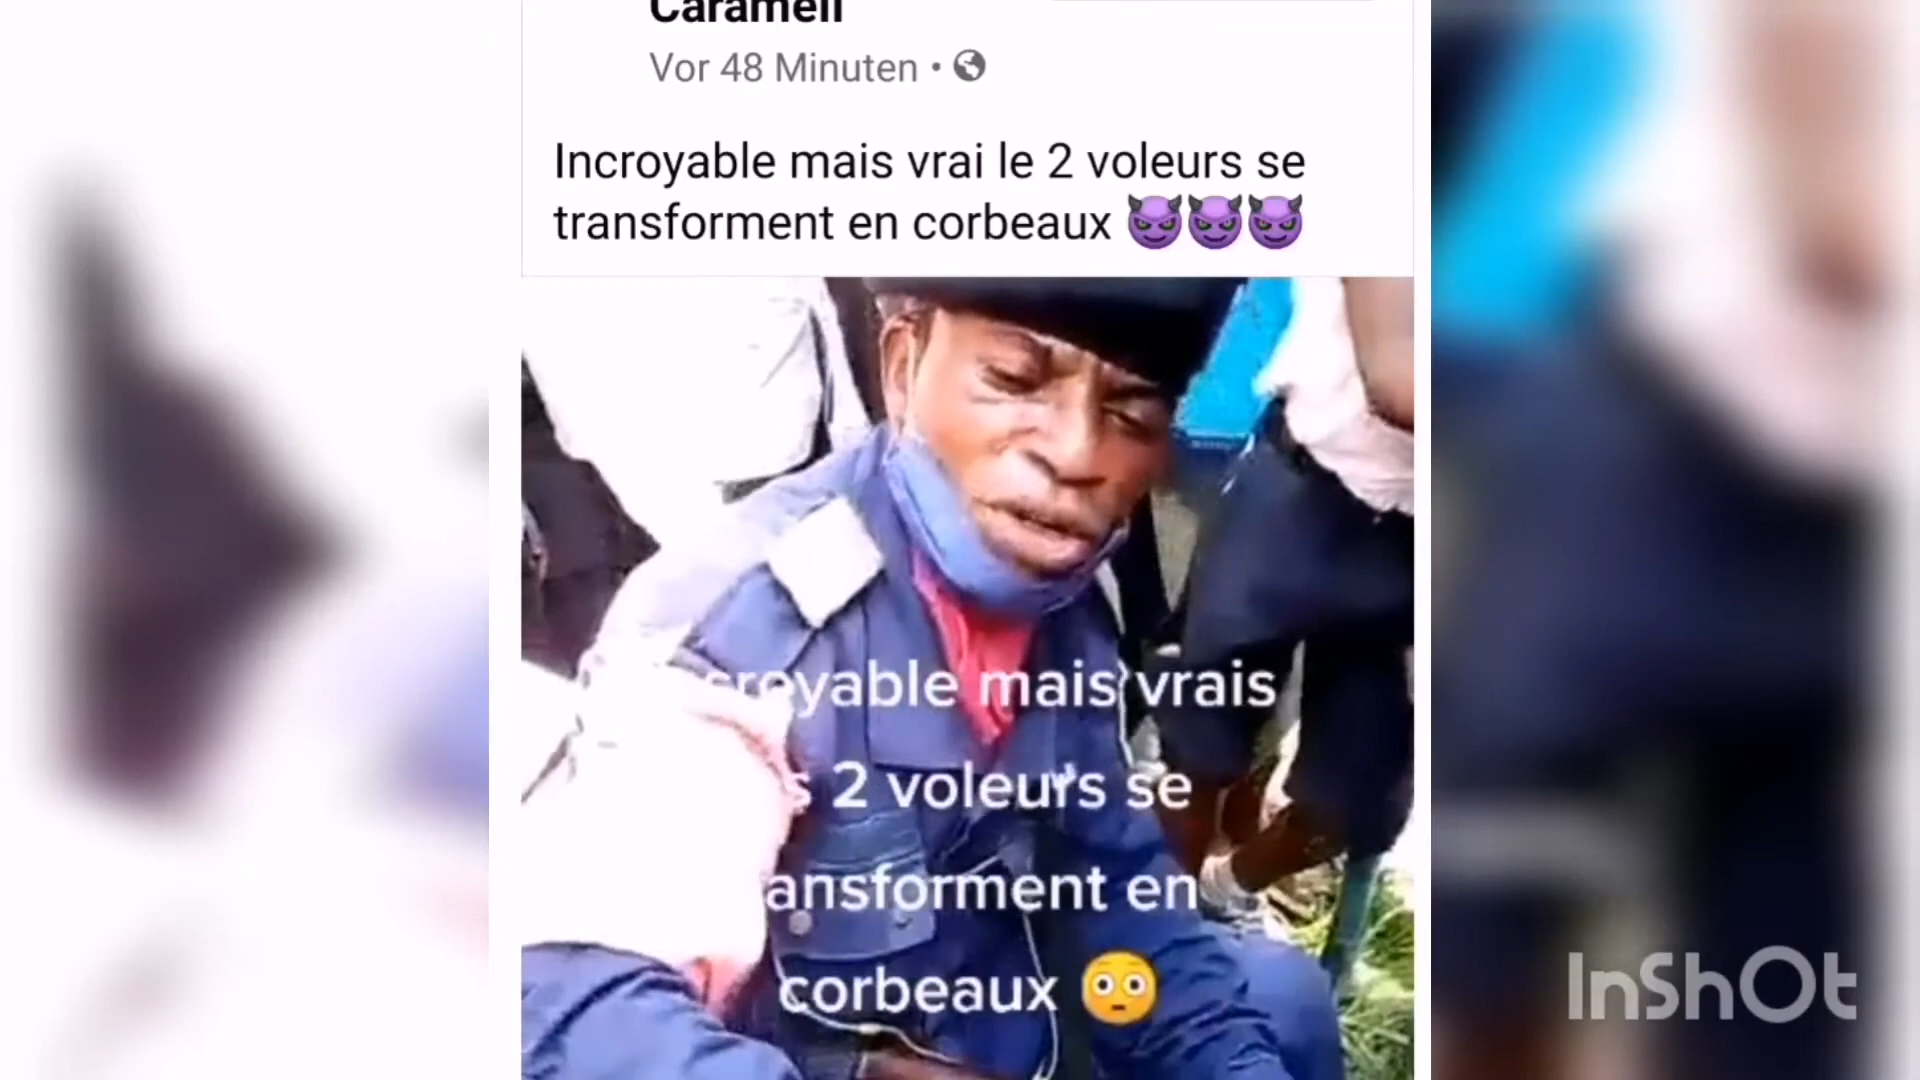 Caramell
Vor 48 Minuten •
Incroyable mais vrai le 2 voleurs se
transforment en corbeaux 😈😈😈
mais vrais
2 voleurs se
en
corbeaux 😳
InShOt